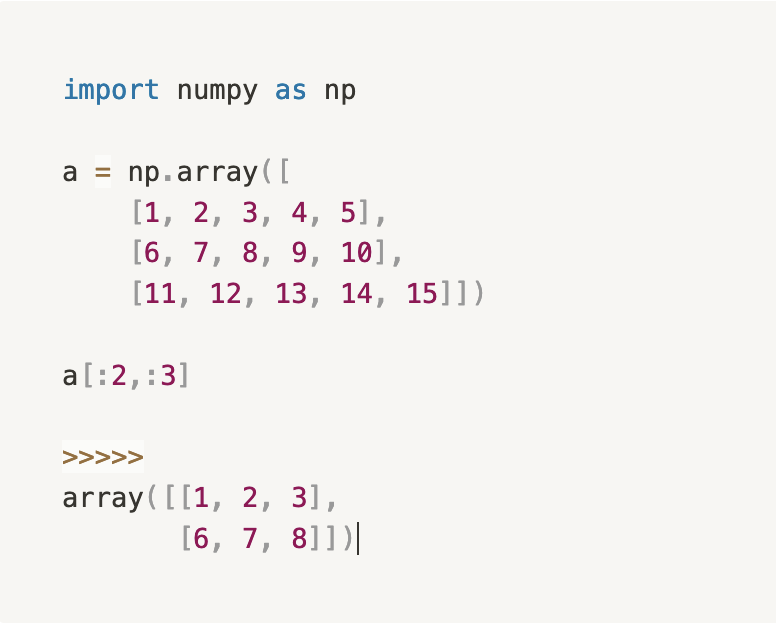 import numpy as np
a = np.array([
[1, 2, 3, 4, 5],
[6, 7, 8, 9, 10],
[11, 12, 13, 14, 15]])
a[:2,:3]
>>>>>
array([[1, 2, 3],
[6, 7, 8]])